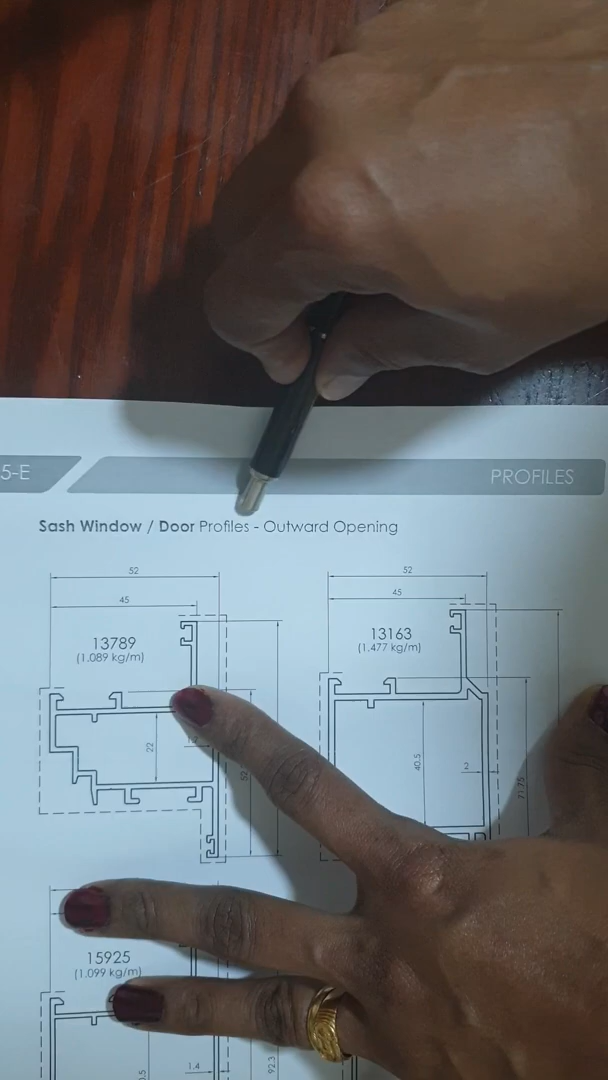 5-E
PROFILES
Sash Window / Door Profiles - Outward Opening
52
45
13789
(1.089 kg/m)
22
52
45
13163
(1.477 kg/m)
40.5
2
71.75
15925
(1.099 kg/m)
1.4
92.3